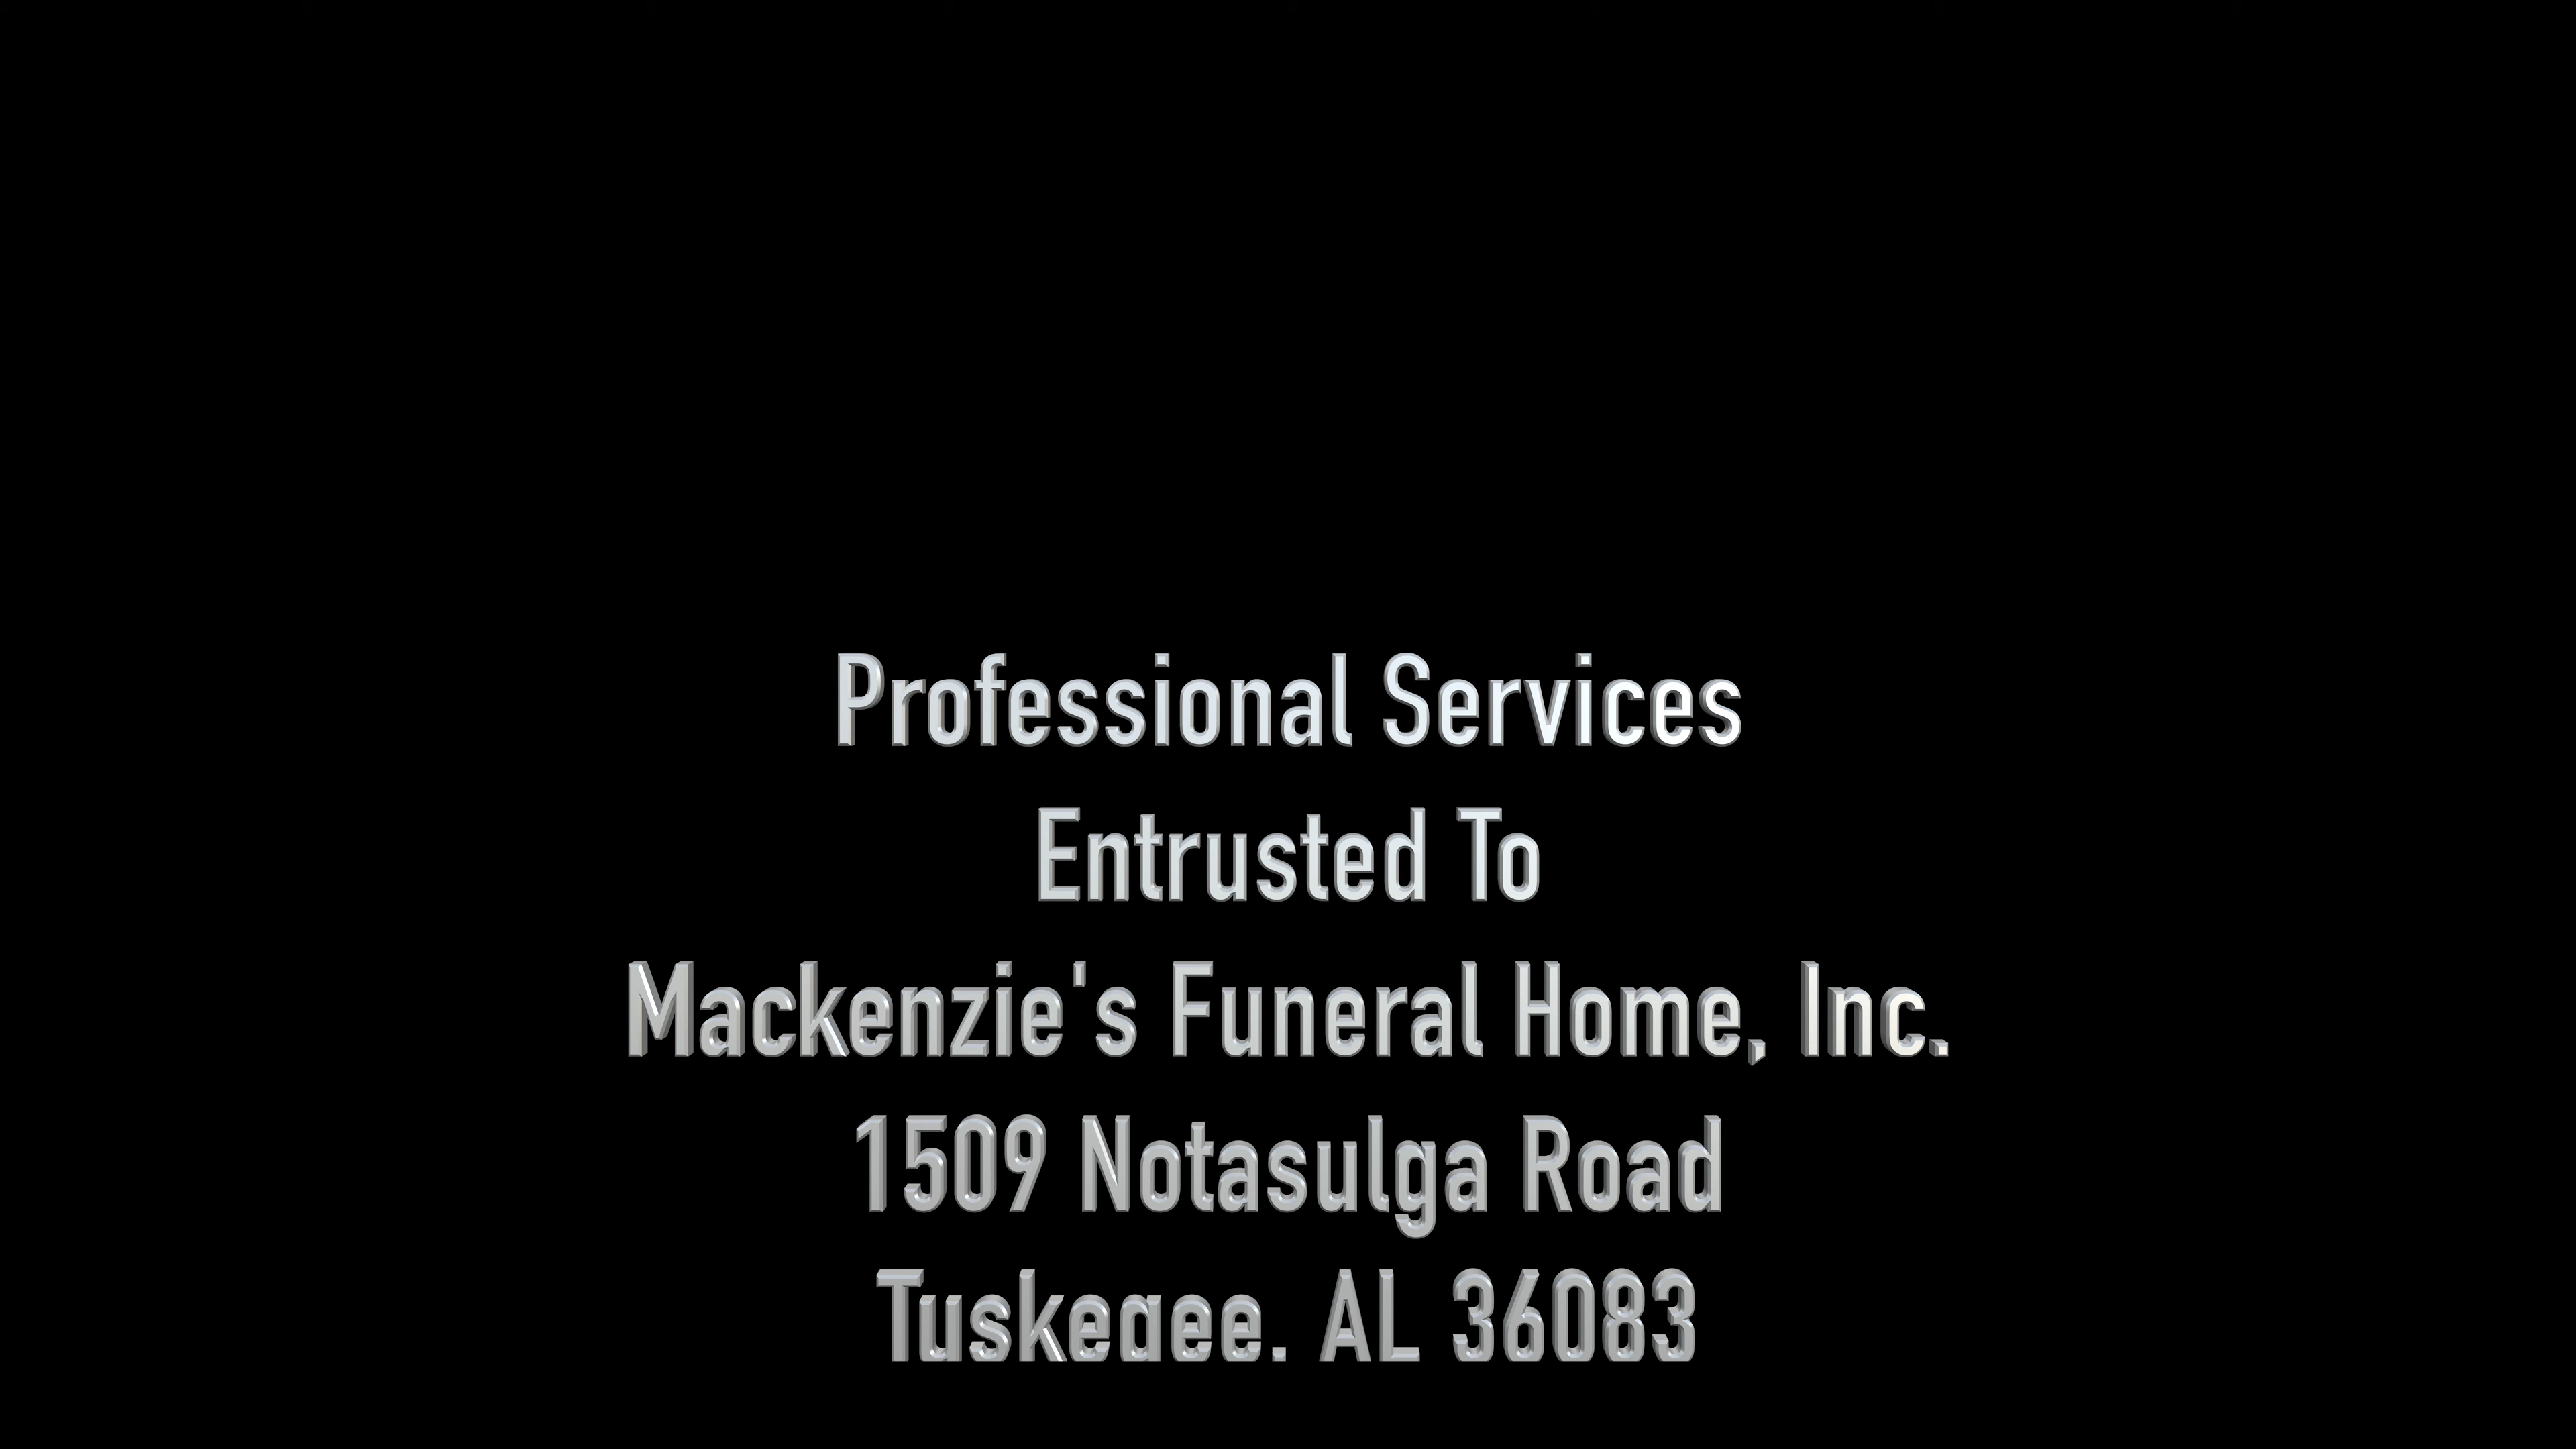 Professional Services
Entrusted To
Mackenzie's Funeral Home, Inc.
1509 Notasulga Road
Tuskegee, AL 36083